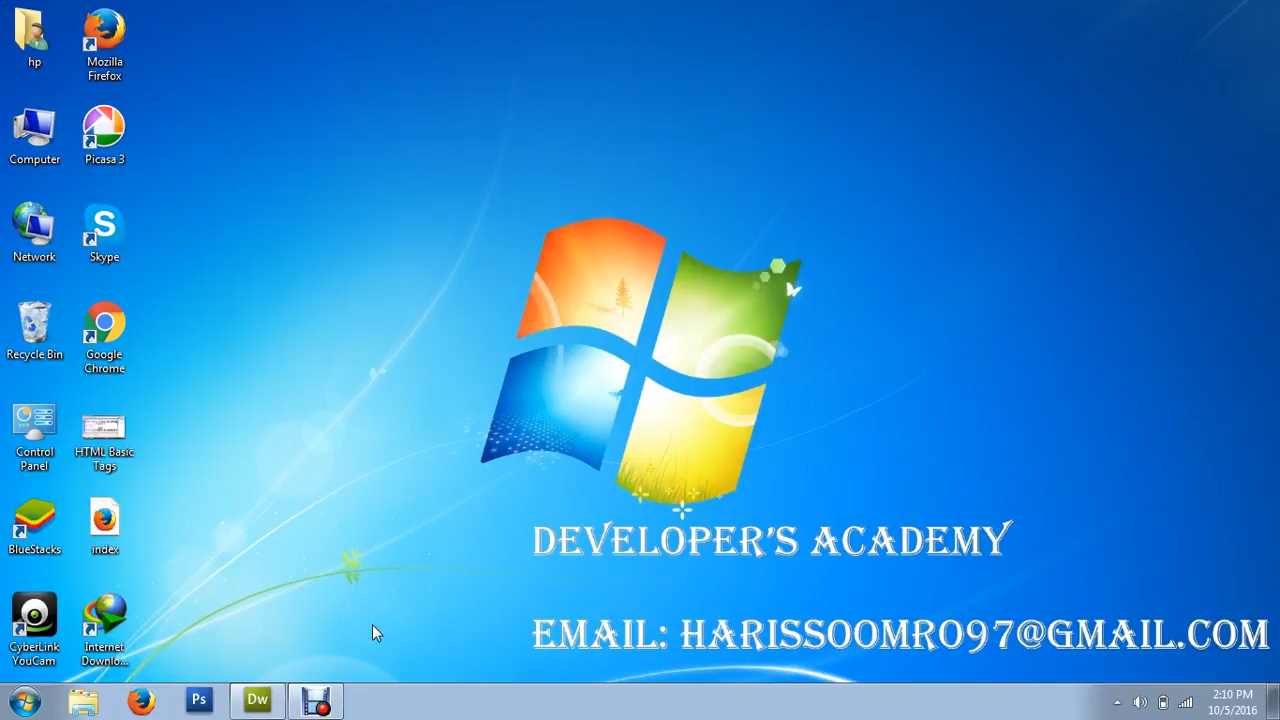 hp
Mozilla
Firefox
Computer
Picasa 3
Network
S
Skype
Recycle Bin
Google
Chrome
Control
Panel
HTML Basic
Tags
BlueStacks
index
CyberLink
YouCam
Internet
Downlo...
DEVELOPER'S ACADEMY
EMAIL: HARISSOOMRO97@GMAIL.COM
Ps
Dw
2:10 PM
10/5/2016